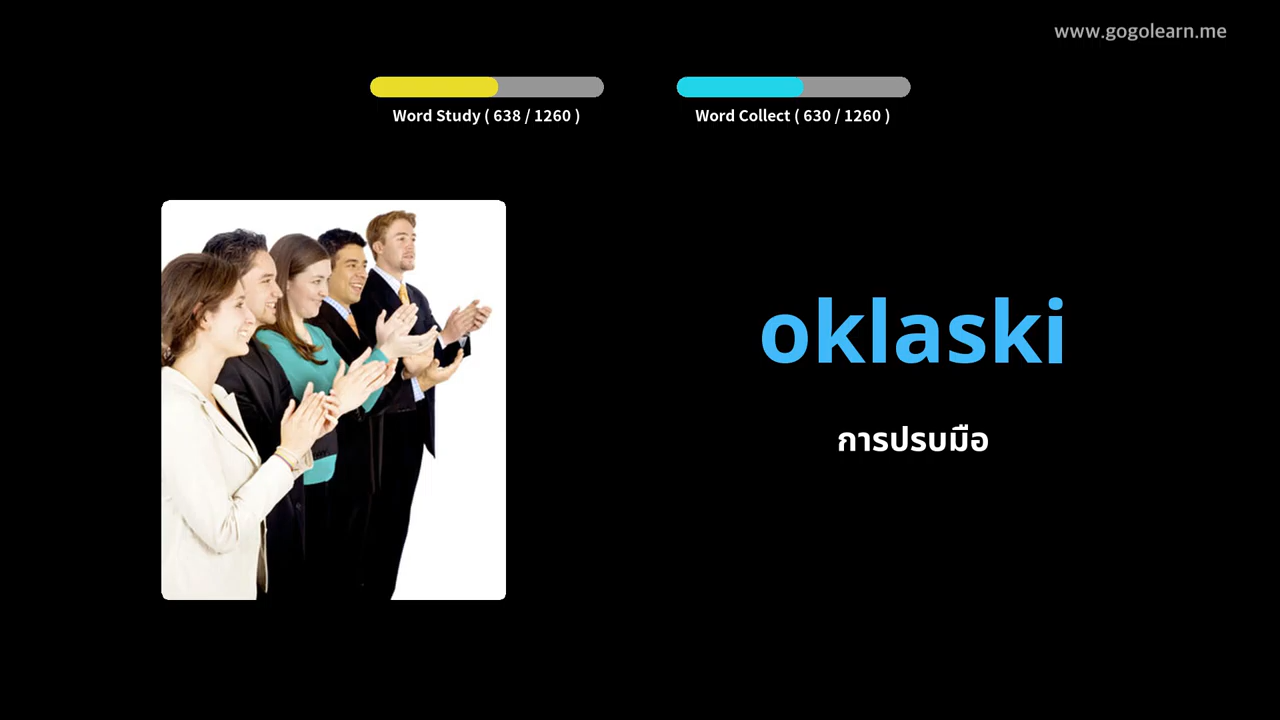 www.gogolearn.me
Word Study ( 638 / 1260 )
Word Collect ( 630 / 1260 )
oklaski
การปรบมือ